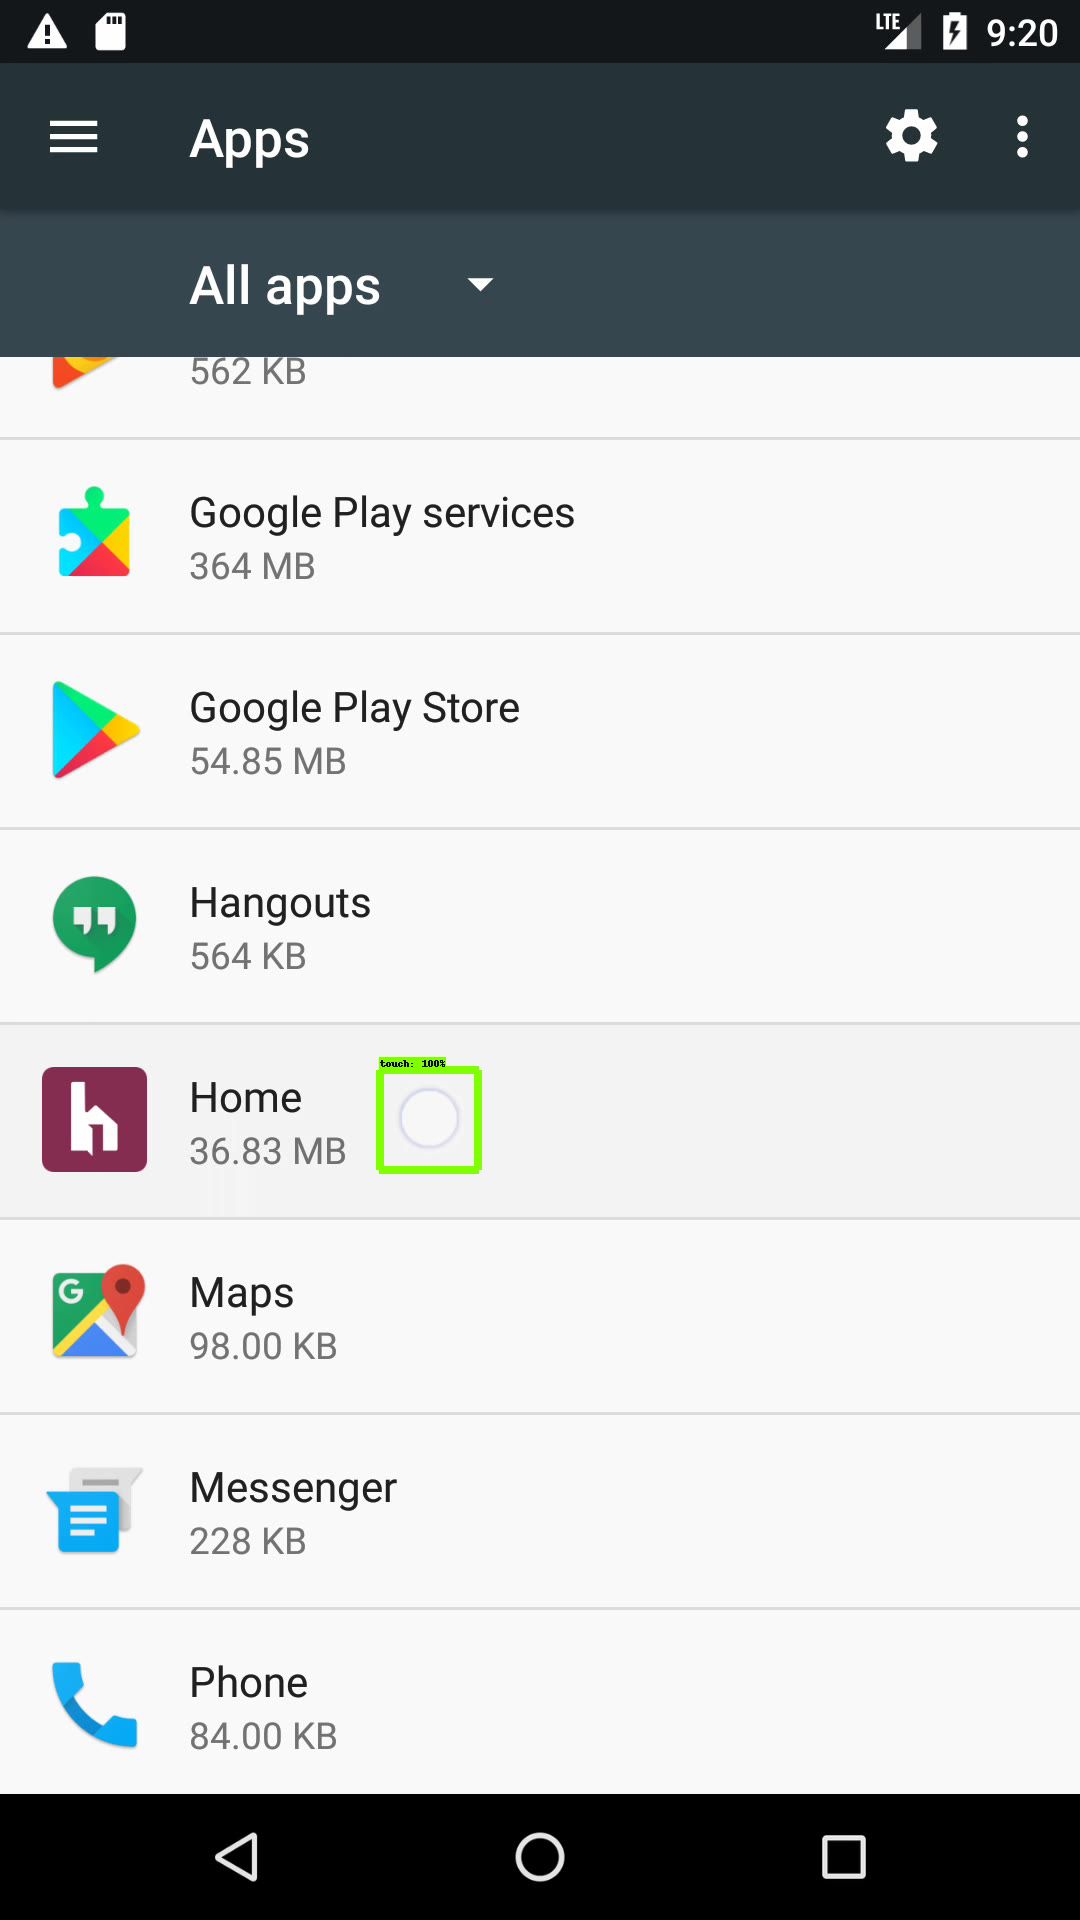 LTE 9:20
Apps
All apps
562 KB
Google Play services
364 MB
Google Play Store
54.85 MB
Hangouts
564 KB
touch: 100%
Home
36.83 MB
Maps
98.00 KB
Messenger
228 KB
Phone
84.00 KB